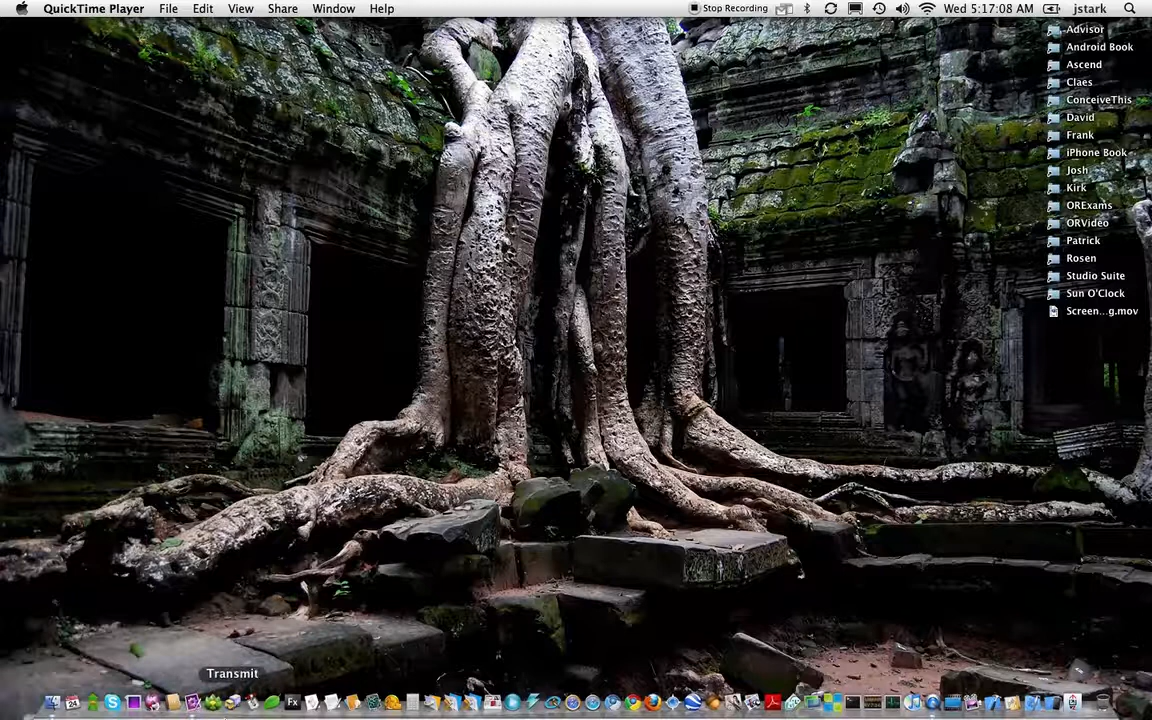 QuickTime Player File Edit View Share Window Help Stop Recording Wed 5:17:08 AM jstark
Advisor
Android Book
Ascend
Claes
ConceiveThis
David
Frank
iPhone Book
Josh
Kirk
ORExams
ORVideo
Patrick
Rosen
Studio Suite
Sun O'Clock
Screen...g.mov
Transmit
24
Fx